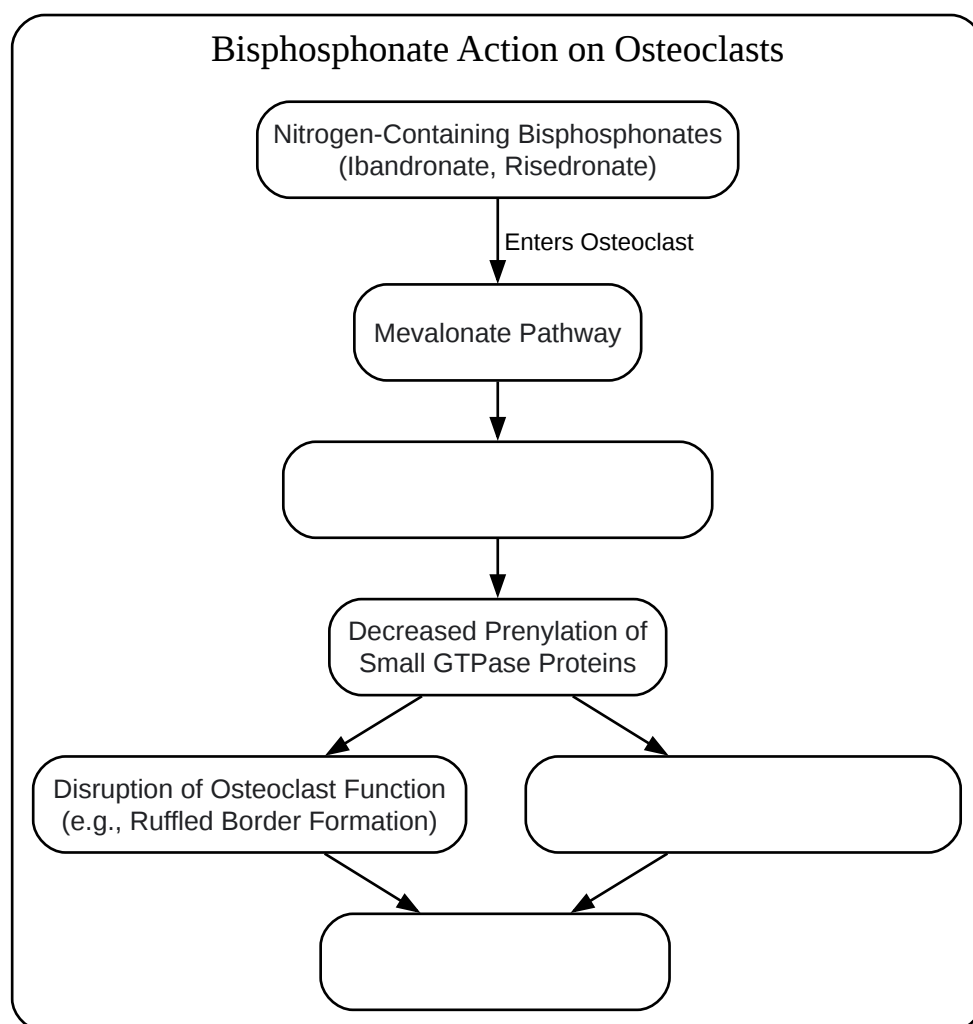 Bisphosphonate Action on Osteoclasts
Nitrogen-Containing Bisphosphonates
(Ibandronate, Risedronate)
Enters Osteoclast
Mevalonate Pathway
Decreased Prenylation of
Small GTPase Proteins
Disruption of Osteoclast Function
(e.g., Ruffled Border Formation)